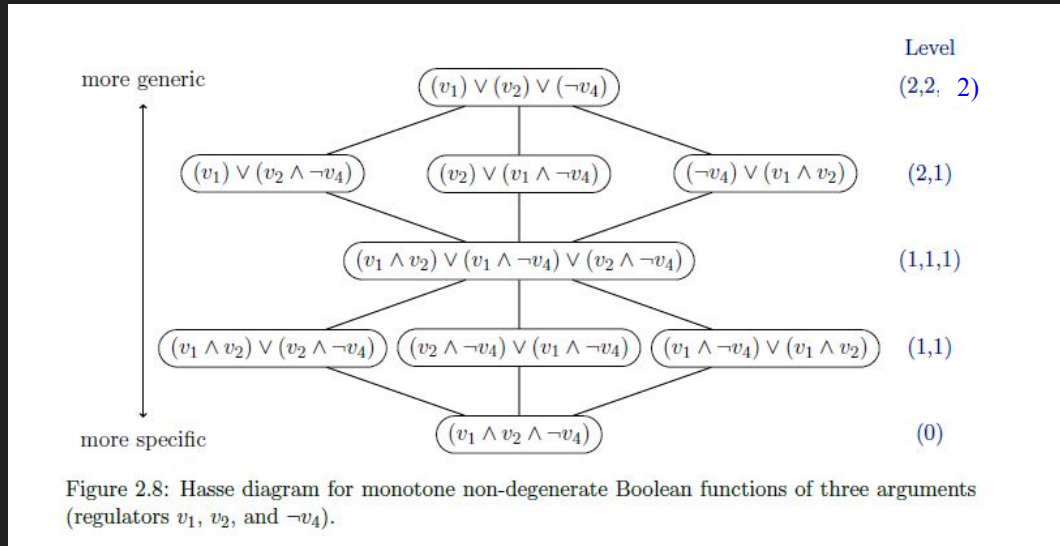 Level
more generic
(v₁) ∨ (v₂) ∨ (¬v₄)
(2,2, 2)
(v₁) ∨ (v₂ ∧ ¬v₄)
(v₂) ∨ (v₁ ∧ ¬v₄)
(¬v₄) ∨ (v₁ ∧ v₂)
(2,1)
(v₁ ∧ v₂) ∨ (v₁ ∧ ¬v₄) ∨ (v₂ ∧ ¬v₄)
(1,1,1)
(v₁ ∧ v₂) ∨ (v₂ ∧ ¬v₄)
(v₂ ∧ ¬v₄) ∨ (v₁ ∧ ¬v₄)
(v₁ ∧ ¬v₄) ∨ (v₁ ∧ v₂)
(1,1)
more specific
(v₁ ∧ v₂ ∧ ¬v₄)
(0)
Figure 2.8: Hasse diagram for monotone non-degenerate Boolean functions of three arguments
(regulators v₁, v₂, and ¬v₄).